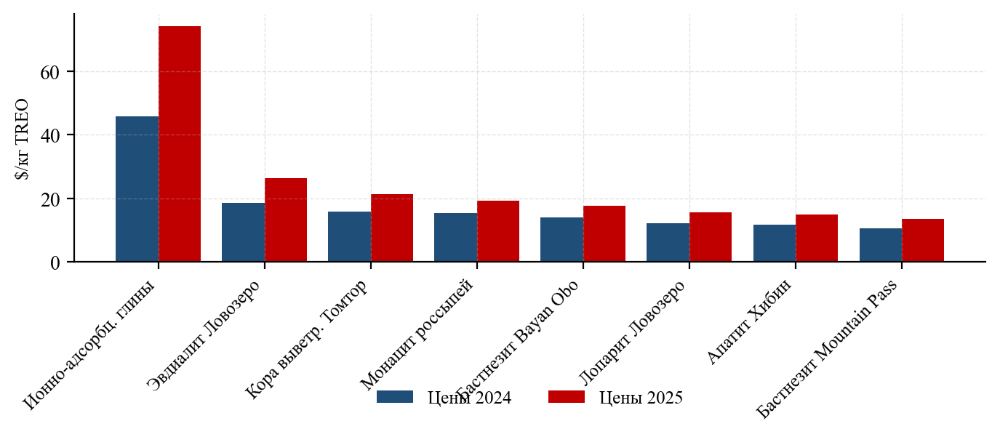 $/кг TREO
60
40
20
0
Ионно-адсорбц. глины
Эвдиалит Ловозеро
Кора выветр. Томтор
Монацит россыпей
Бастнезит Bayan Obo
Лопарит Ловозеро
Апатит Хибин
Бастнезит Mountain Pass
Цены 2024
Цены 2025